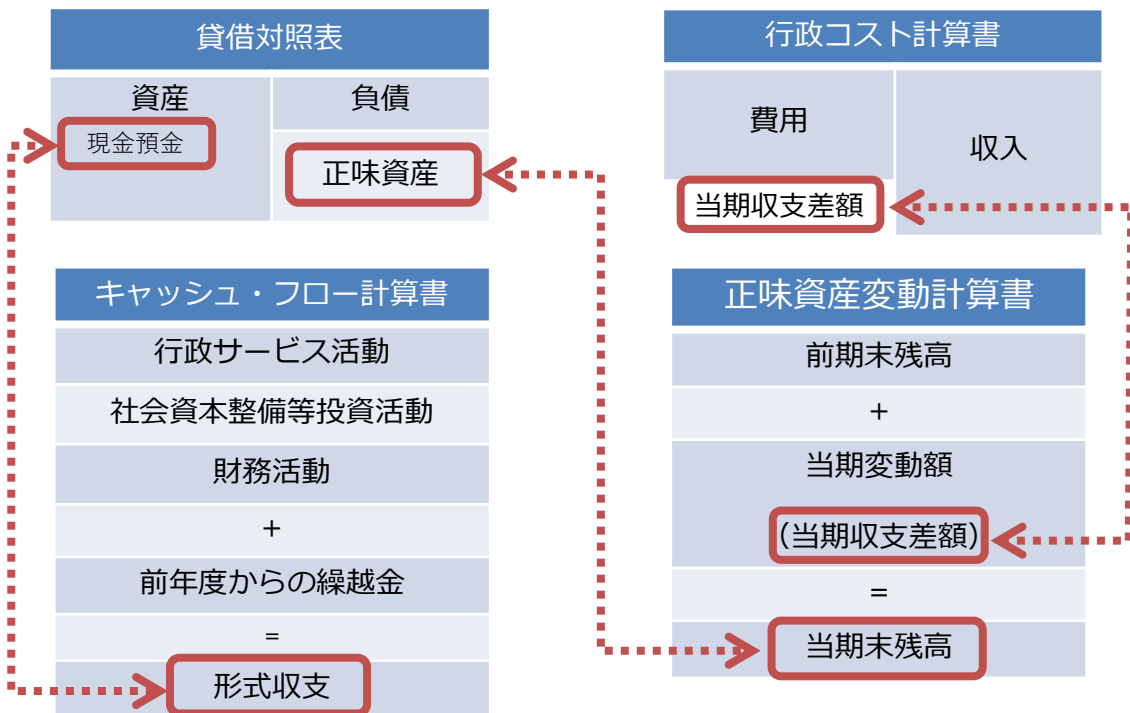 貸借対照表
資産
現金預金
負債
正味資産
行政コスト計算書
費用
当期収支差額
収入
キャッシュ・フロー計算書
行政サービス活動
社会資本整備等投資活動
財務活動
+
前年度からの繰越金
=
形式収支
正味資産変動計算書
前期末残高
+
当期変動額
(当期収支差額)
=
当期末残高